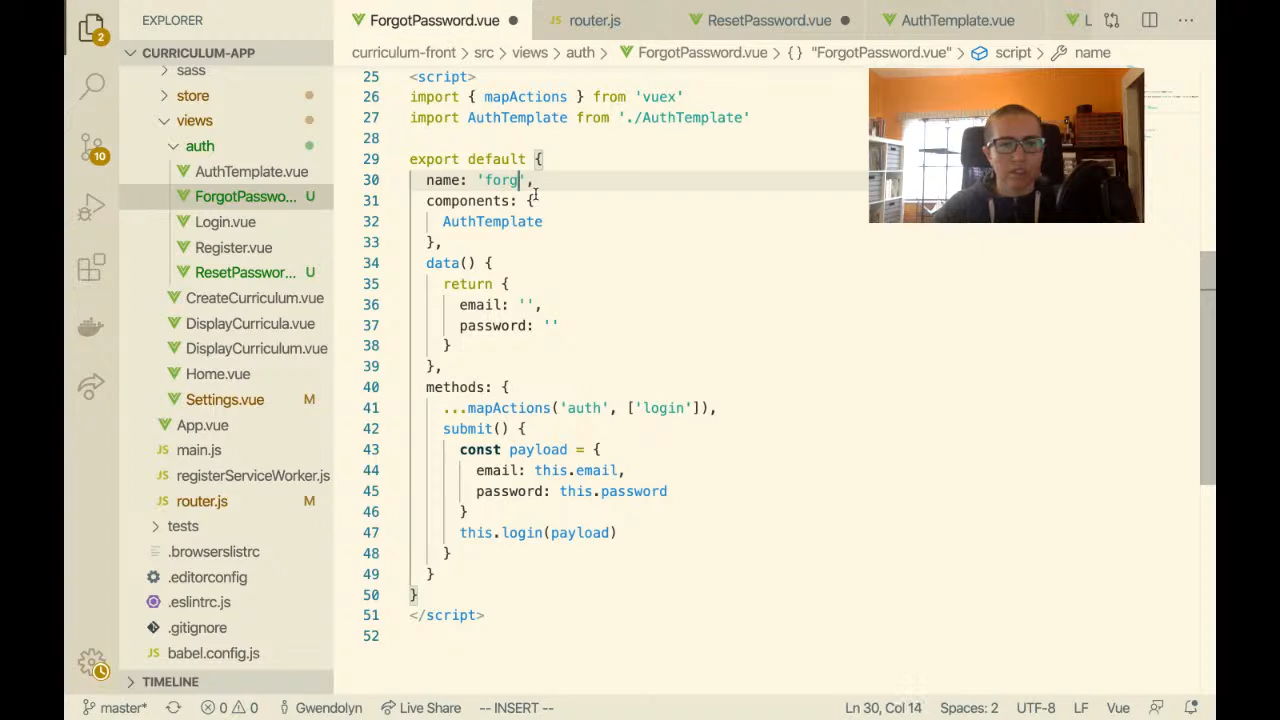 EXPLORER
ForgotPassword.vue
router.js
ResetPassword.vue
AuthTemplate.vue
L
2
CURRICULUM-APP
curriculum-front
src
views
auth
ForgotPassword.vue
{ } "ForgotPassword.vue"
script
name
sass
store
views
auth
AuthTemplate.vue
ForgotPasswo... U
Login.vue
Register.vue
ResetPasswor... U
CreateCurriculum.vue
DisplayCurricula.vue
DisplayCurriculum.vue
Home.vue
Settings.vue M
App.vue
main.js
registerServiceWorker.js
router.js M
tests
.browserslistrc
.editorconfig
.eslintrc.js
.gitignore
babel.config.js
TIMELINE
10
25 <script>
26 import { mapActions } from 'vuex'
27 import AuthTemplate from './AuthTemplate'
28
29 export default {
30 name: 'forg',
31 components: {
32 AuthTemplate
33 },
34 data() {
35 return {
36 email: '',
37 password: ''
38 }
39 },
40 methods: {
41 ...mapActions('auth', ['login']),
42 submit() {
43 const payload = {
44 email: this.email,
45 password: this.password
46 }
47 this.login(payload)
48 }
49 }
50 }
51 </script>
52
master* 0 0 Gwendolyn Live Share -- INSERT -- Ln 30, Col 14 Spaces: 2 UTF-8 LF Vue